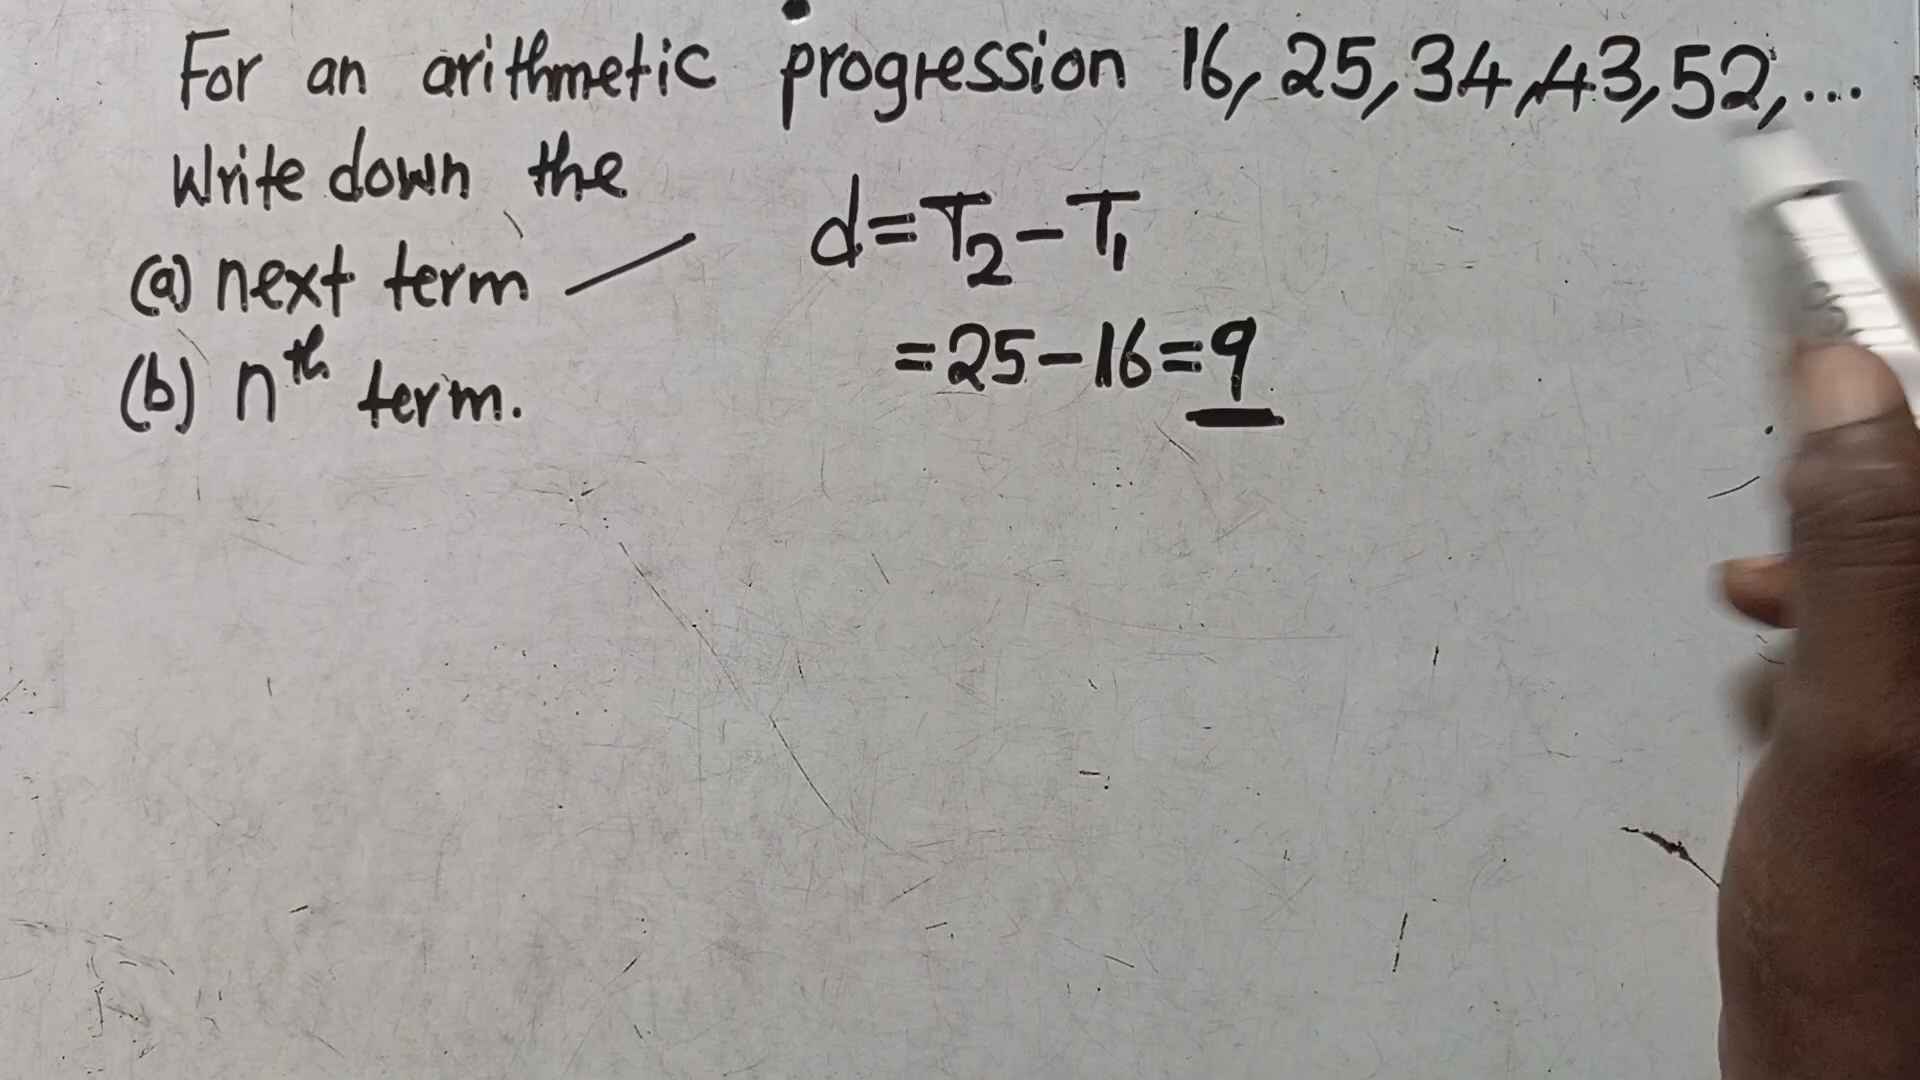 For an arithmetic progression 16, 25, 34, 43, 52, ...
Write down the
(a) next term
(b) nth term.
d = T2 - T1
= 25 - 16 = 9